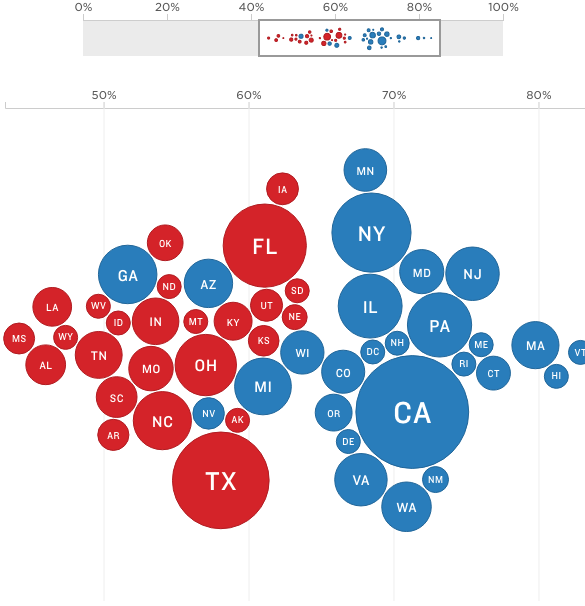 0% 20% 40% 60% 80% 100%
50% 60% 70% 80%
MN
IA
NY
FL
OK
GA
MD
NJ
AZ
ND
SD
LA
WV
UT
IL
NE
ID
IN
MT
KY
PA
MS
WY
KS
NH
ME
MA
VT
TN
WI
DC
AL
MO
OH
RI
CO
CT
HI
MI
SC
NC
NV
AK
OR
CA
AR
DE
TX
VA
NM
WA